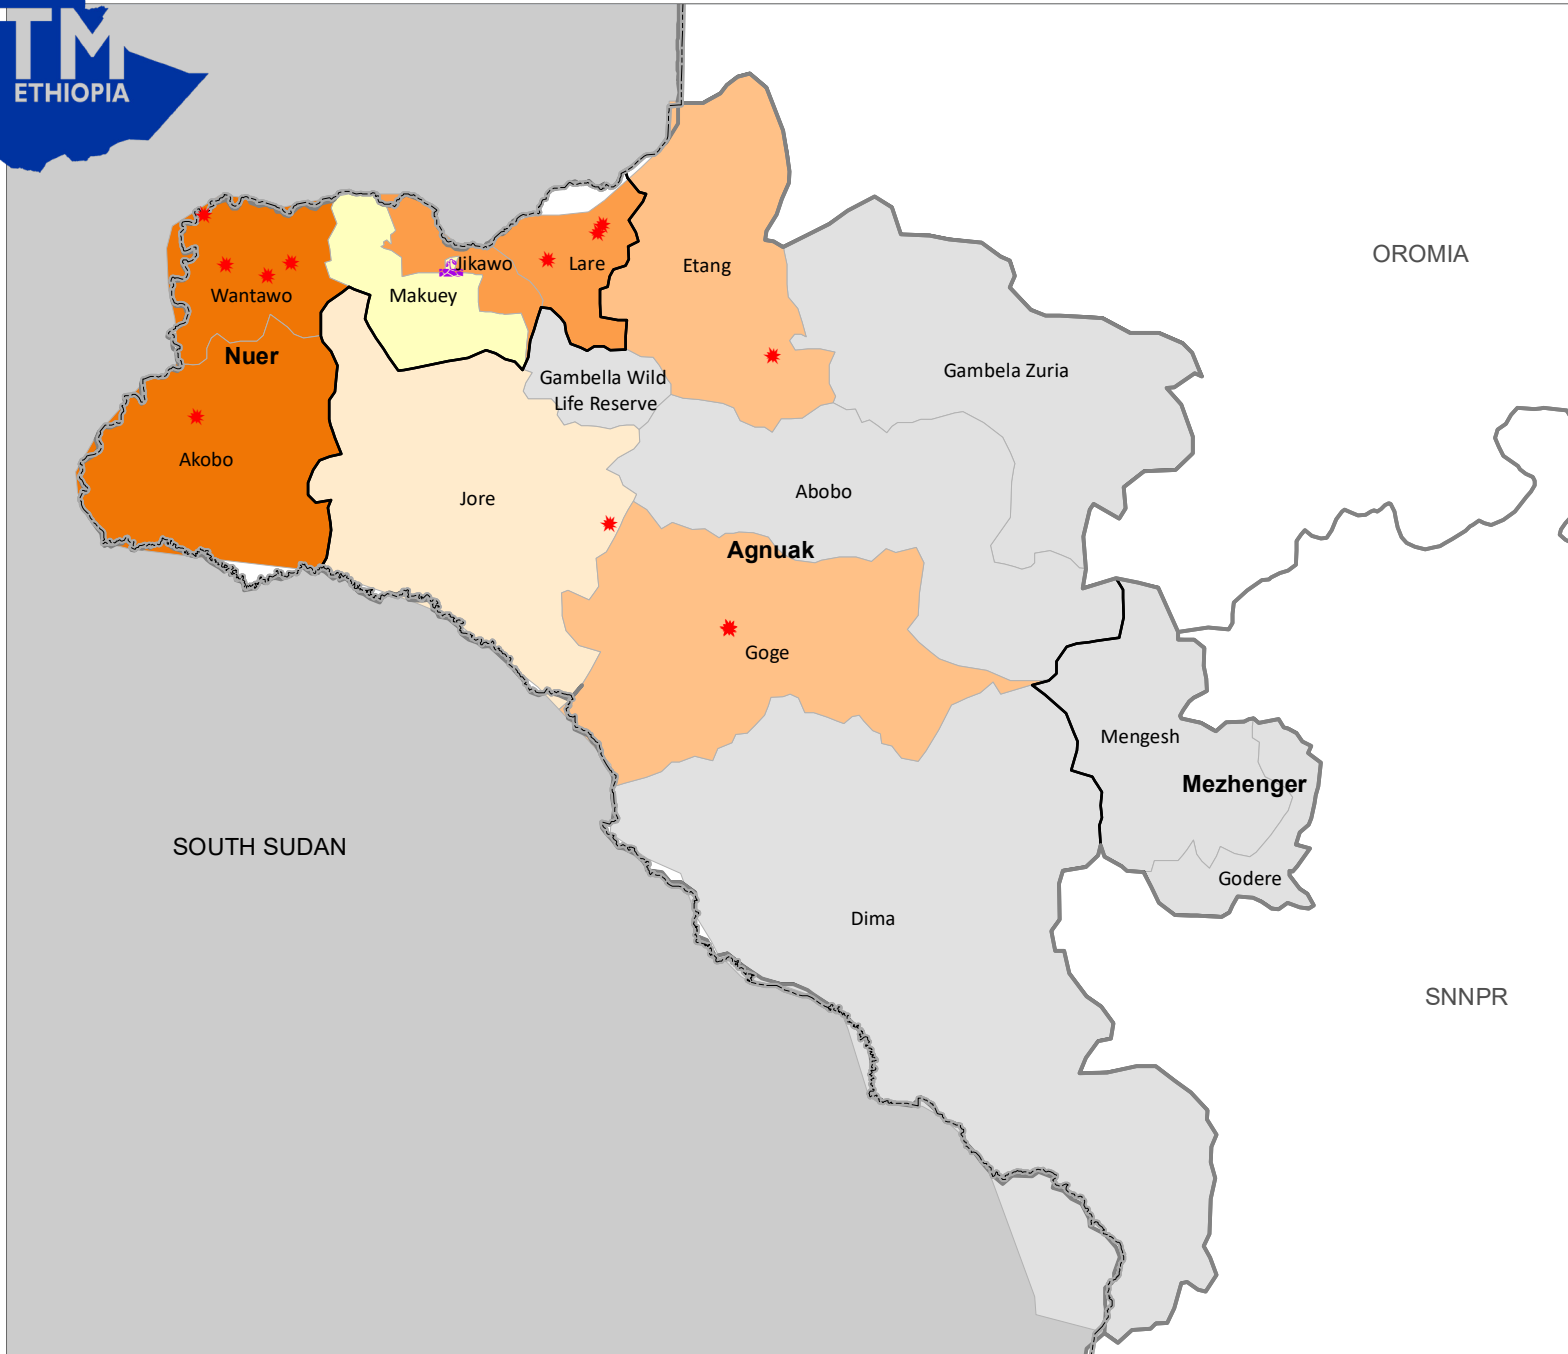 TM
ETHIOPIA
OROMIA
Jikawo
Lare
Etang
Wantawo
Makuey
Nuer
Gambela Zuria
Gambella Wild
Life Reserve
Akobo
Jore
Abobo
Agnuak
Goge
Mengesh
Mezhenger
SOUTH SUDAN
Godere
Dima
SNNPR